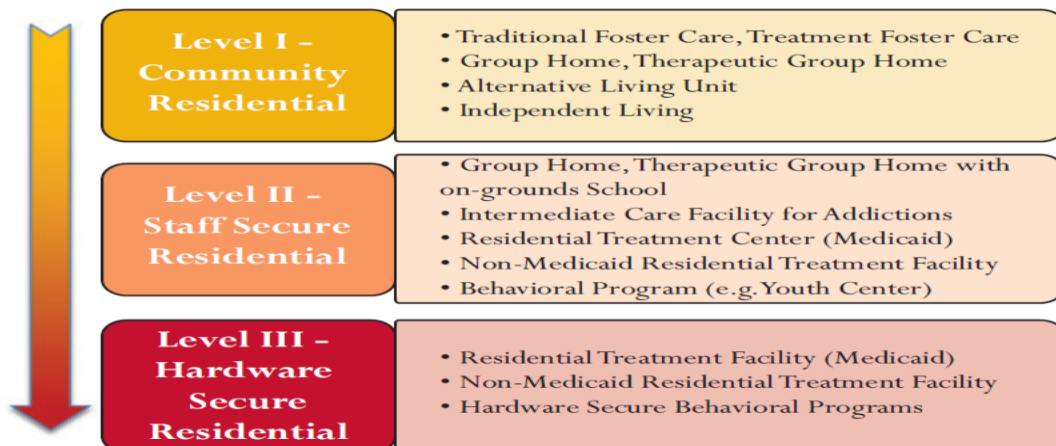 Level I –
Community
Residential
• Traditional Foster Care, Treatment Foster Care
• Group Home, Therapeutic Group Home
• Alternative Living Unit
• Independent Living
Level II –
Staff Secure
Residential
• Group Home, Therapeutic Group Home with
on-grounds School
• Intermediate Care Facility for Addictions
• Residential Treatment Center (Medicaid)
• Non-Medicaid Residential Treatment Facility
• Behavioral Program (e.g. Youth Center)
Level III –
Hardware
Secure
Residential
• Residential Treatment Facility (Medicaid)
• Non-Medicaid Residential Treatment Facility
• Hardware Secure Behavioral Programs